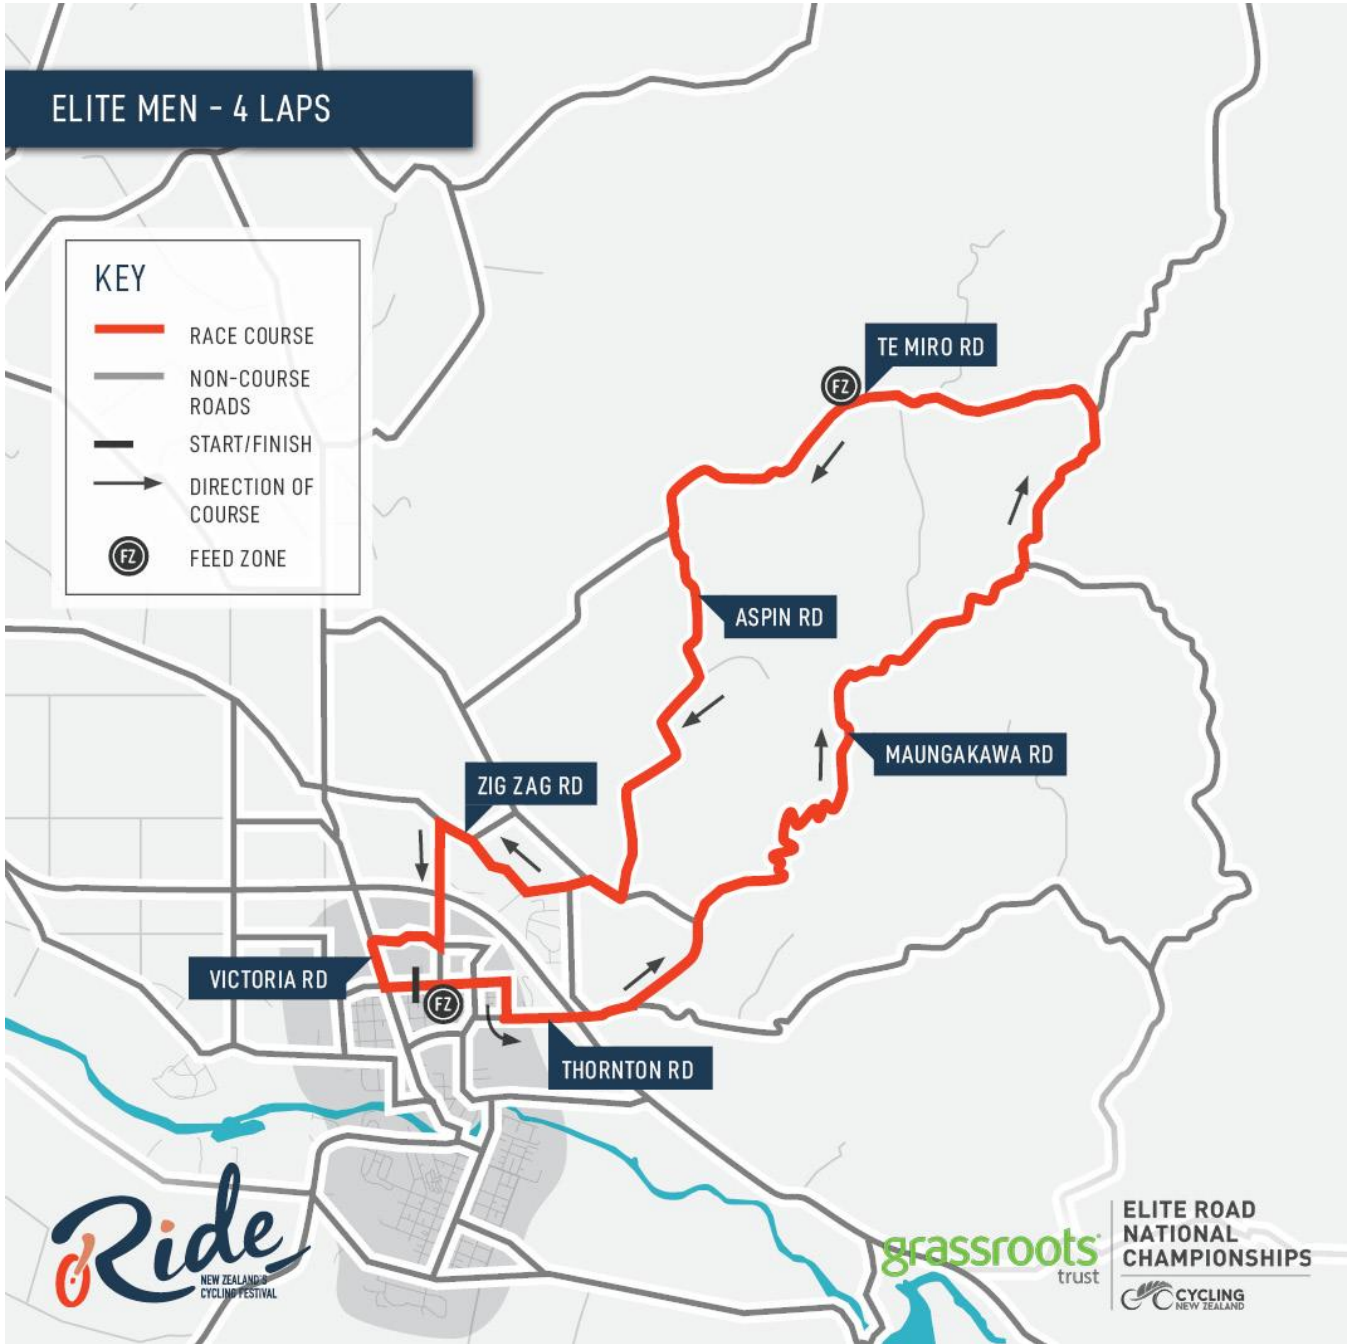 ELITE MEN - 4 LAPS
KEY
RACE COURSE
NON-COURSE
ROADS
START/FINISH
DIRECTION OF
COURSE
FZ
FEED ZONE
TE MIRO RD
FZ
ASPIN RD
MAUNGAKAWA RD
ZIG ZAG RD
VICTORIA RD
FZ
THORNTON RD
Ride
NEW ZEALAND'S
CYCLING FESTIVAL
grassroots
trust
ELITE ROAD
NATIONAL
CHAMPIONSHIPS
CYCLING
NEW ZEALAND